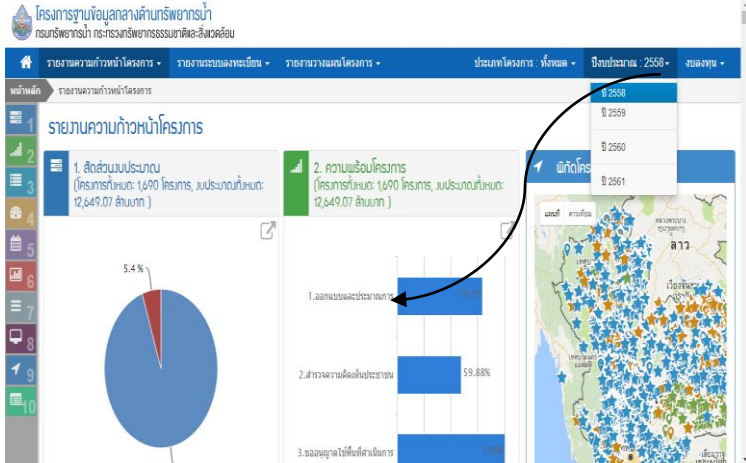 โครงการฐานข้อมูลกลางด้านทรัพยากรน้ำ
กรมทรัพยากรน้ำ กระทรวงทรัพยากรธรรมชาติและสิ่งแวดล้อม
รายงานความก้าวหน้าโครงการ
รายงานระบบลงทะเบียน
รายงานวางแผนโครงการ
ประเภทโครงการ : ทั้งหมด
ปีงบประมาณ : 2558
งบลงทุน
หน้าหลัก
รายงานความก้าวหน้าโครงการ
ปี 2558
ปี 2559
ปี 2560
ปี 2561
รายงานความก้าวหน้าโครงการ
1
2
3
4
5
6
7
8
9
10
1. สัดส่วนงบประมาณ
(โครงการทั้งหมด: 1,690 โครงการ, งบประมาณทั้งหมด:
12,649.07 ล้านบาท )
5.4 %
2. ความพร้อมโครงการ
(โครงการทั้งหมด: 1,690 โครงการ, งบประมาณทั้งหมด:
12,649.07 ล้านบาท )
1.ออกแบบและประมาณการ
2.สำรวจความคิดเห็นประชาชน
59.88%
3.ขออนุญาตใช้พื้นที่ดำเนินการ
พิกัดโคร
แผนที่
ดาวเทียม
ลาว